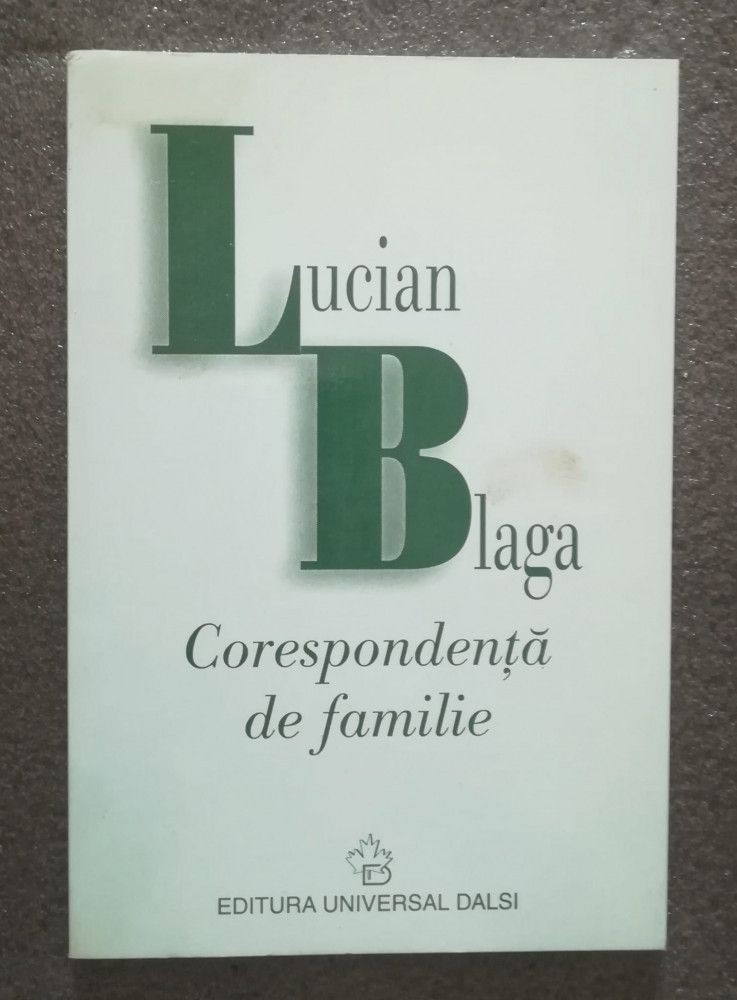 Lucian
Blaga
Corespondență
de familie
EDITURA UNIVERSAL DALSI